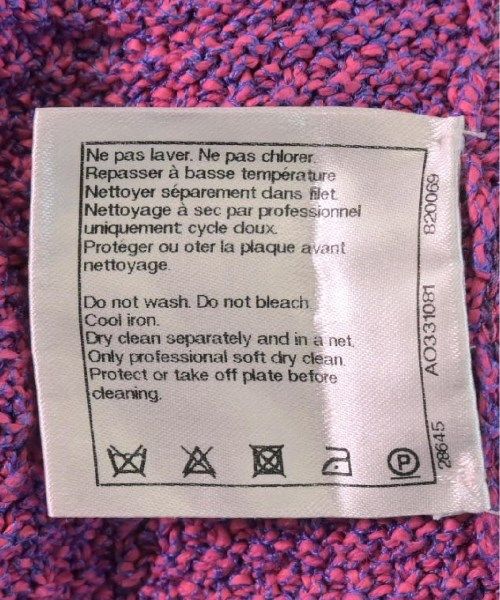 Ne pas laver. Ne pas chlorer.
Repasser à basse température
Nettoyer séparement dans filet.
Nettoyage à sec par professionnel
uniquement cycle doux.
Protéger ou oter la plaque avant
nettoyage.
Do not wash. Do not bleach.
Cool iron.
Dry clean separately and in a net.
Only professional soft dry clean.
Protect or take off plate before
cleaning.
P
28645 AO331081 820069